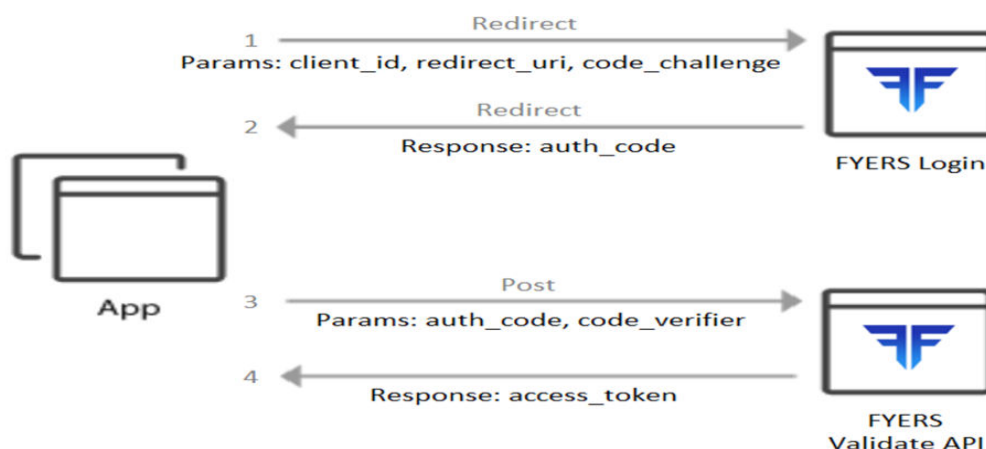 Redirect
1
Params: client_id, redirect_uri, code_challenge
Redirect
2
Response: auth_code
FYERS Login
App
Post
3
Params: auth_code, code_verifier
4
Response: access_token
FYERS
Validate API